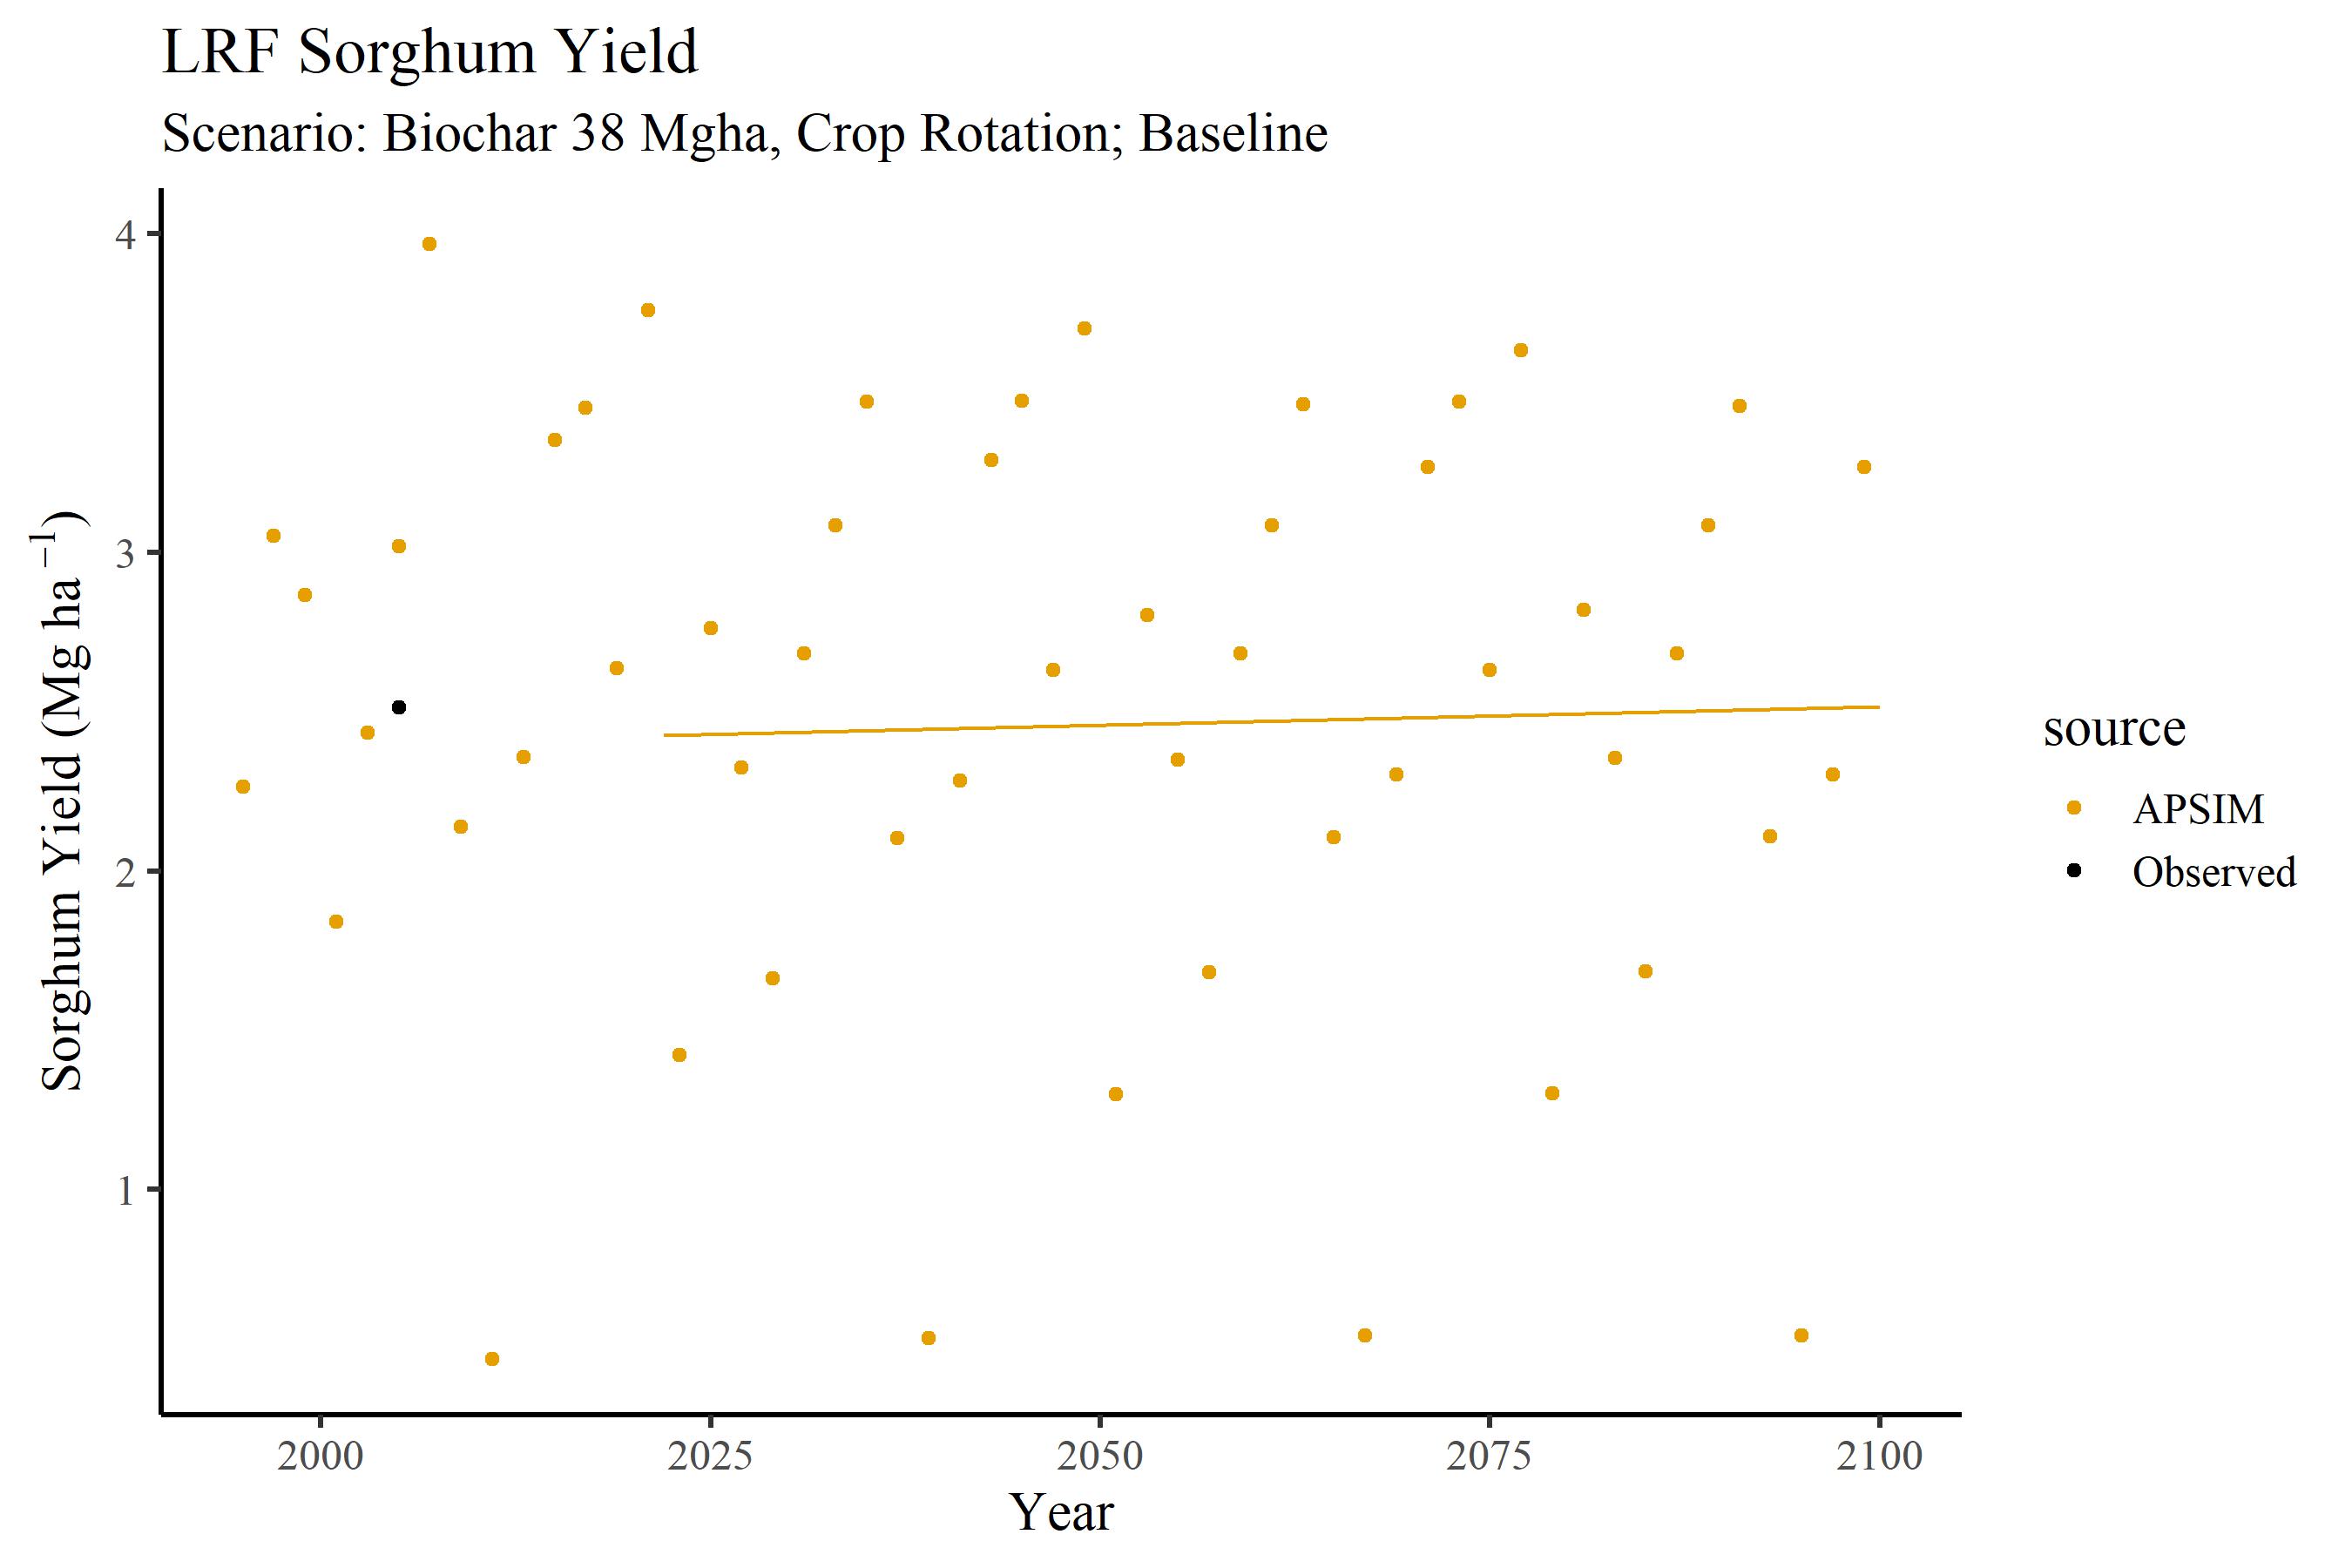 LRF Sorghum Yield
Scenario: Biochar 38 Mgha, Crop Rotation; Baseline
Sorghum Yield (Mg ha −1)
4
3
2
1
2000 2025 2050 2075 2100
Year
source
APSIM
Observed